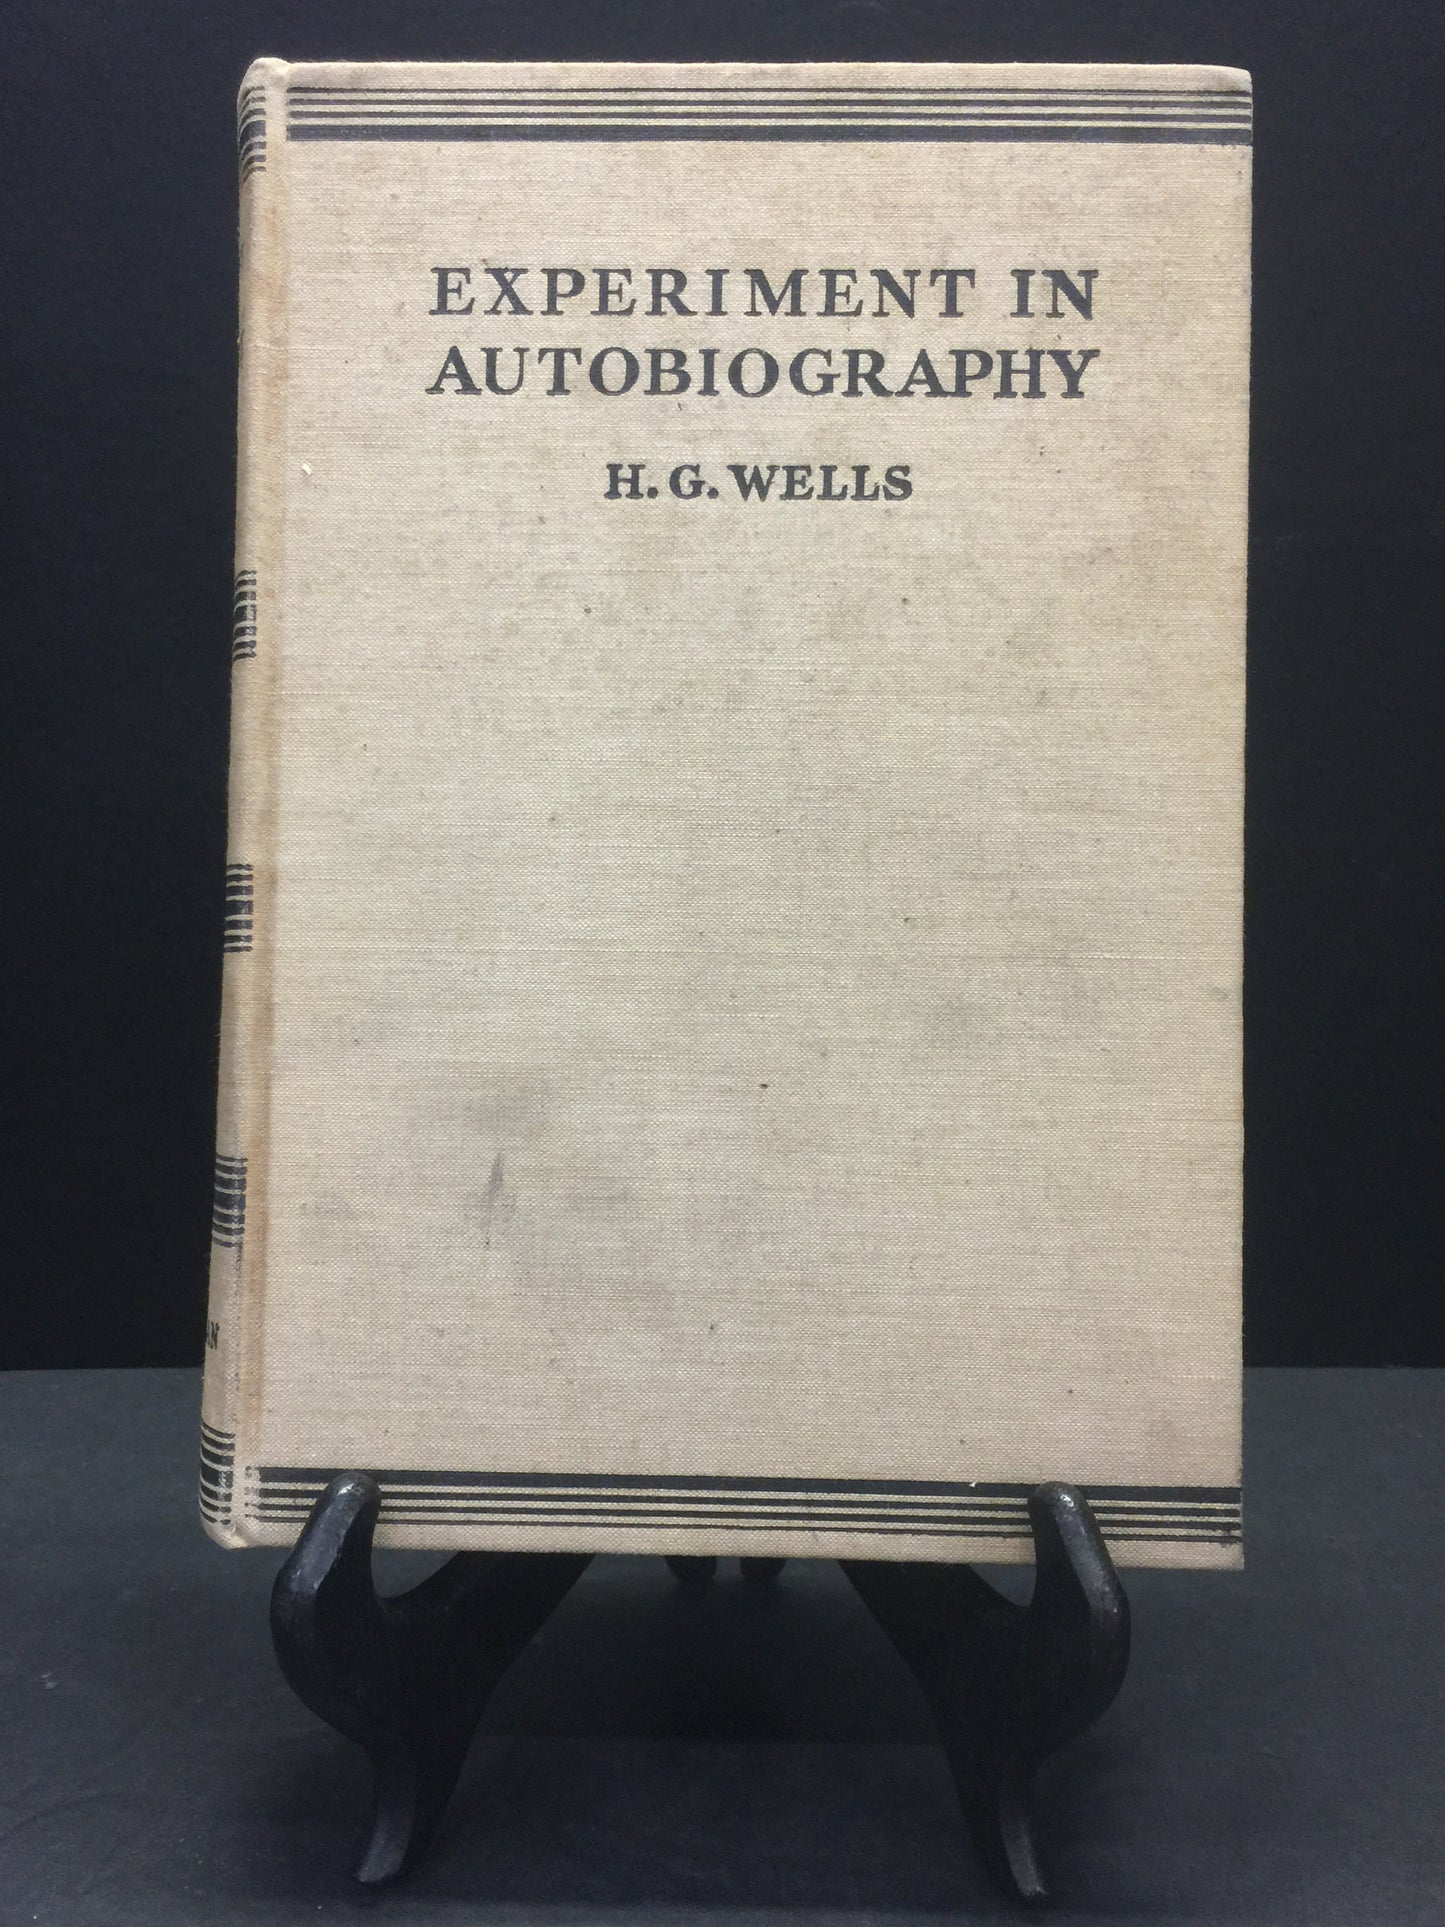 EXPERIMENT IN
AUTOBIOGRAPHY
H. G. WELLS